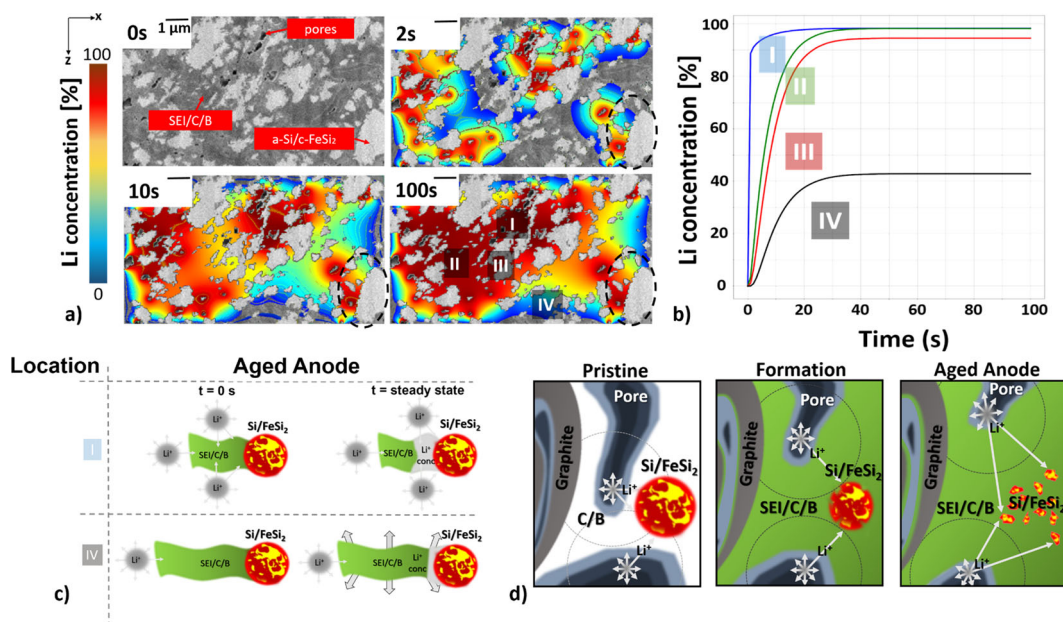 x
z
0s
1 µm
pores
SEI/C/B
a-Si/c-FeSi₂
2s
100
Li concentration [%]
0
10s
100s
I
II
III
IV
a)
Li concentration [%]
100
80
60
40
20
0
I
II
III
IV
0 20 40 60 80 100
Time (s)
b)
Location
Aged Anode
t = 0 s
t = steady state
I
Li⁺
Li⁺
Li⁺
SEI/C/B
Si/FeSi₂
Li⁺
Li⁺
Li⁺
SEI/C/B
Li⁺
conc
Si/FeSi₂
IV
Li⁺
SEI/C/B
Si/FeSi₂
Li⁺
SEI/C/B
Li⁺
conc
Si/FeSi₂
c)
Pristine
Pore
Graphite
Si/FeSi₂
Li⁺
C/B
Li⁺
Formation
Pore
Graphite
Li⁺
Si/FeSi₂
SEI/C/B
Li⁺
Aged Anode
Pore
Graphite
Li⁺
Si/FeSi₂
SEI/C/B
Li⁺
d)